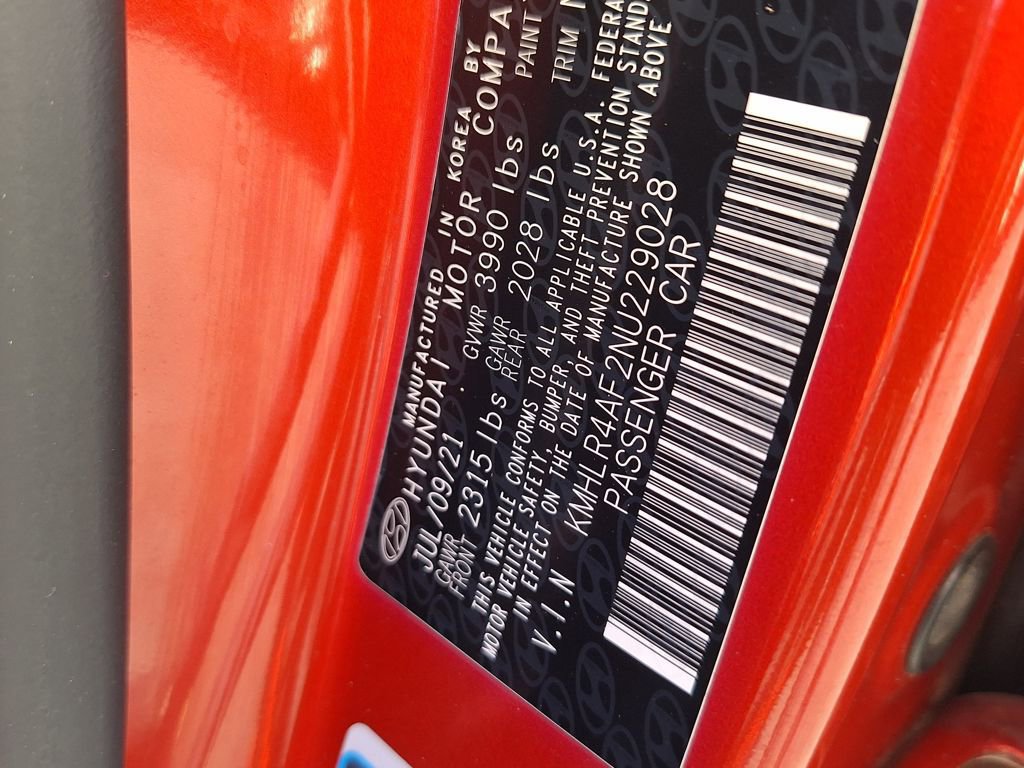 MANUFACTURED IN KOREA BY
HYUNDAI MOTOR COMPA
JUL/09/21. GVWR 3990 lbs PAINT
GAWR FRONT 2315 lbs GAWR REAR 2028 lbs TRIM N
THIS VEHICLE CONFORMS TO ALL APPLICABLE U.S.A. FEDERA
MOTOR VEHICLE SAFETY, BUMPER AND THEFT PREVENTION STAND
IN EFFECT ON THE DATE OF MANUFACTURE SHOWN ABOVE
V.I.N KMHLR4AF2NU229028
PASSENGER CAR